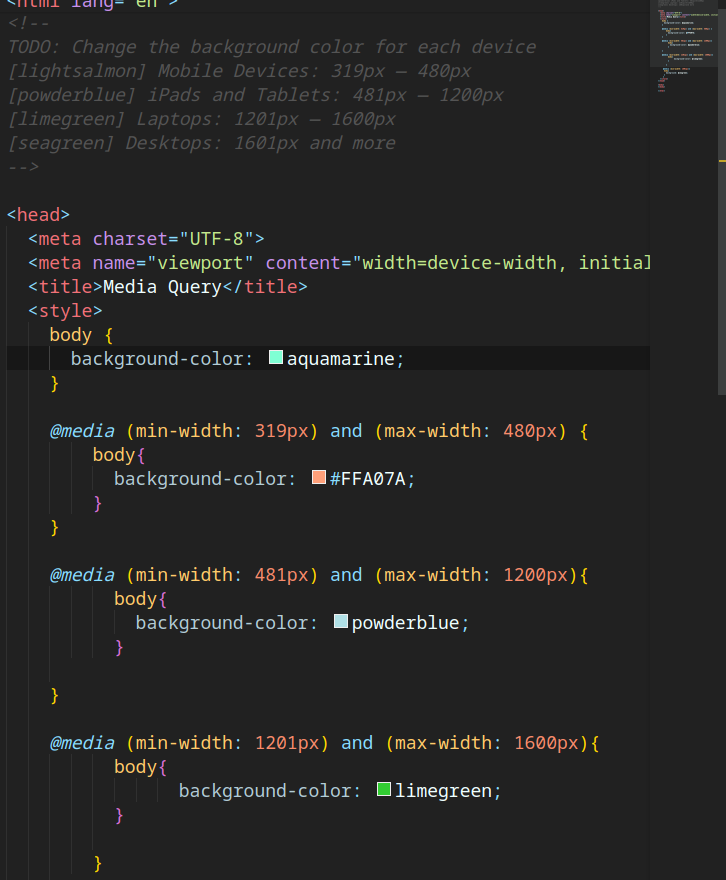 <html lang="en">
<!--
TODO: Change the background color for each device
[lightsalmon] Mobile Devices: 319px — 480px
[powderblue] iPads and Tablets: 481px — 1200px
[limegreen] Laptops: 1201px — 1600px
[seagreen] Desktops: 1601px and more
-->
<head>
<meta charset="UTF-8">
<meta name="viewport" content="width=device-width, initial
<title>Media Query</title>
<style>
body {
background-color: aquamarine;
}
@media (min-width: 319px) and (max-width: 480px) {
body{
background-color: #FFA07A;
}
}
@media (min-width: 481px) and (max-width: 1200px){
body{
background-color: powderblue;
}
}
@media (min-width: 1201px) and (max-width: 1600px){
body{
background-color: limegreen;
}
}